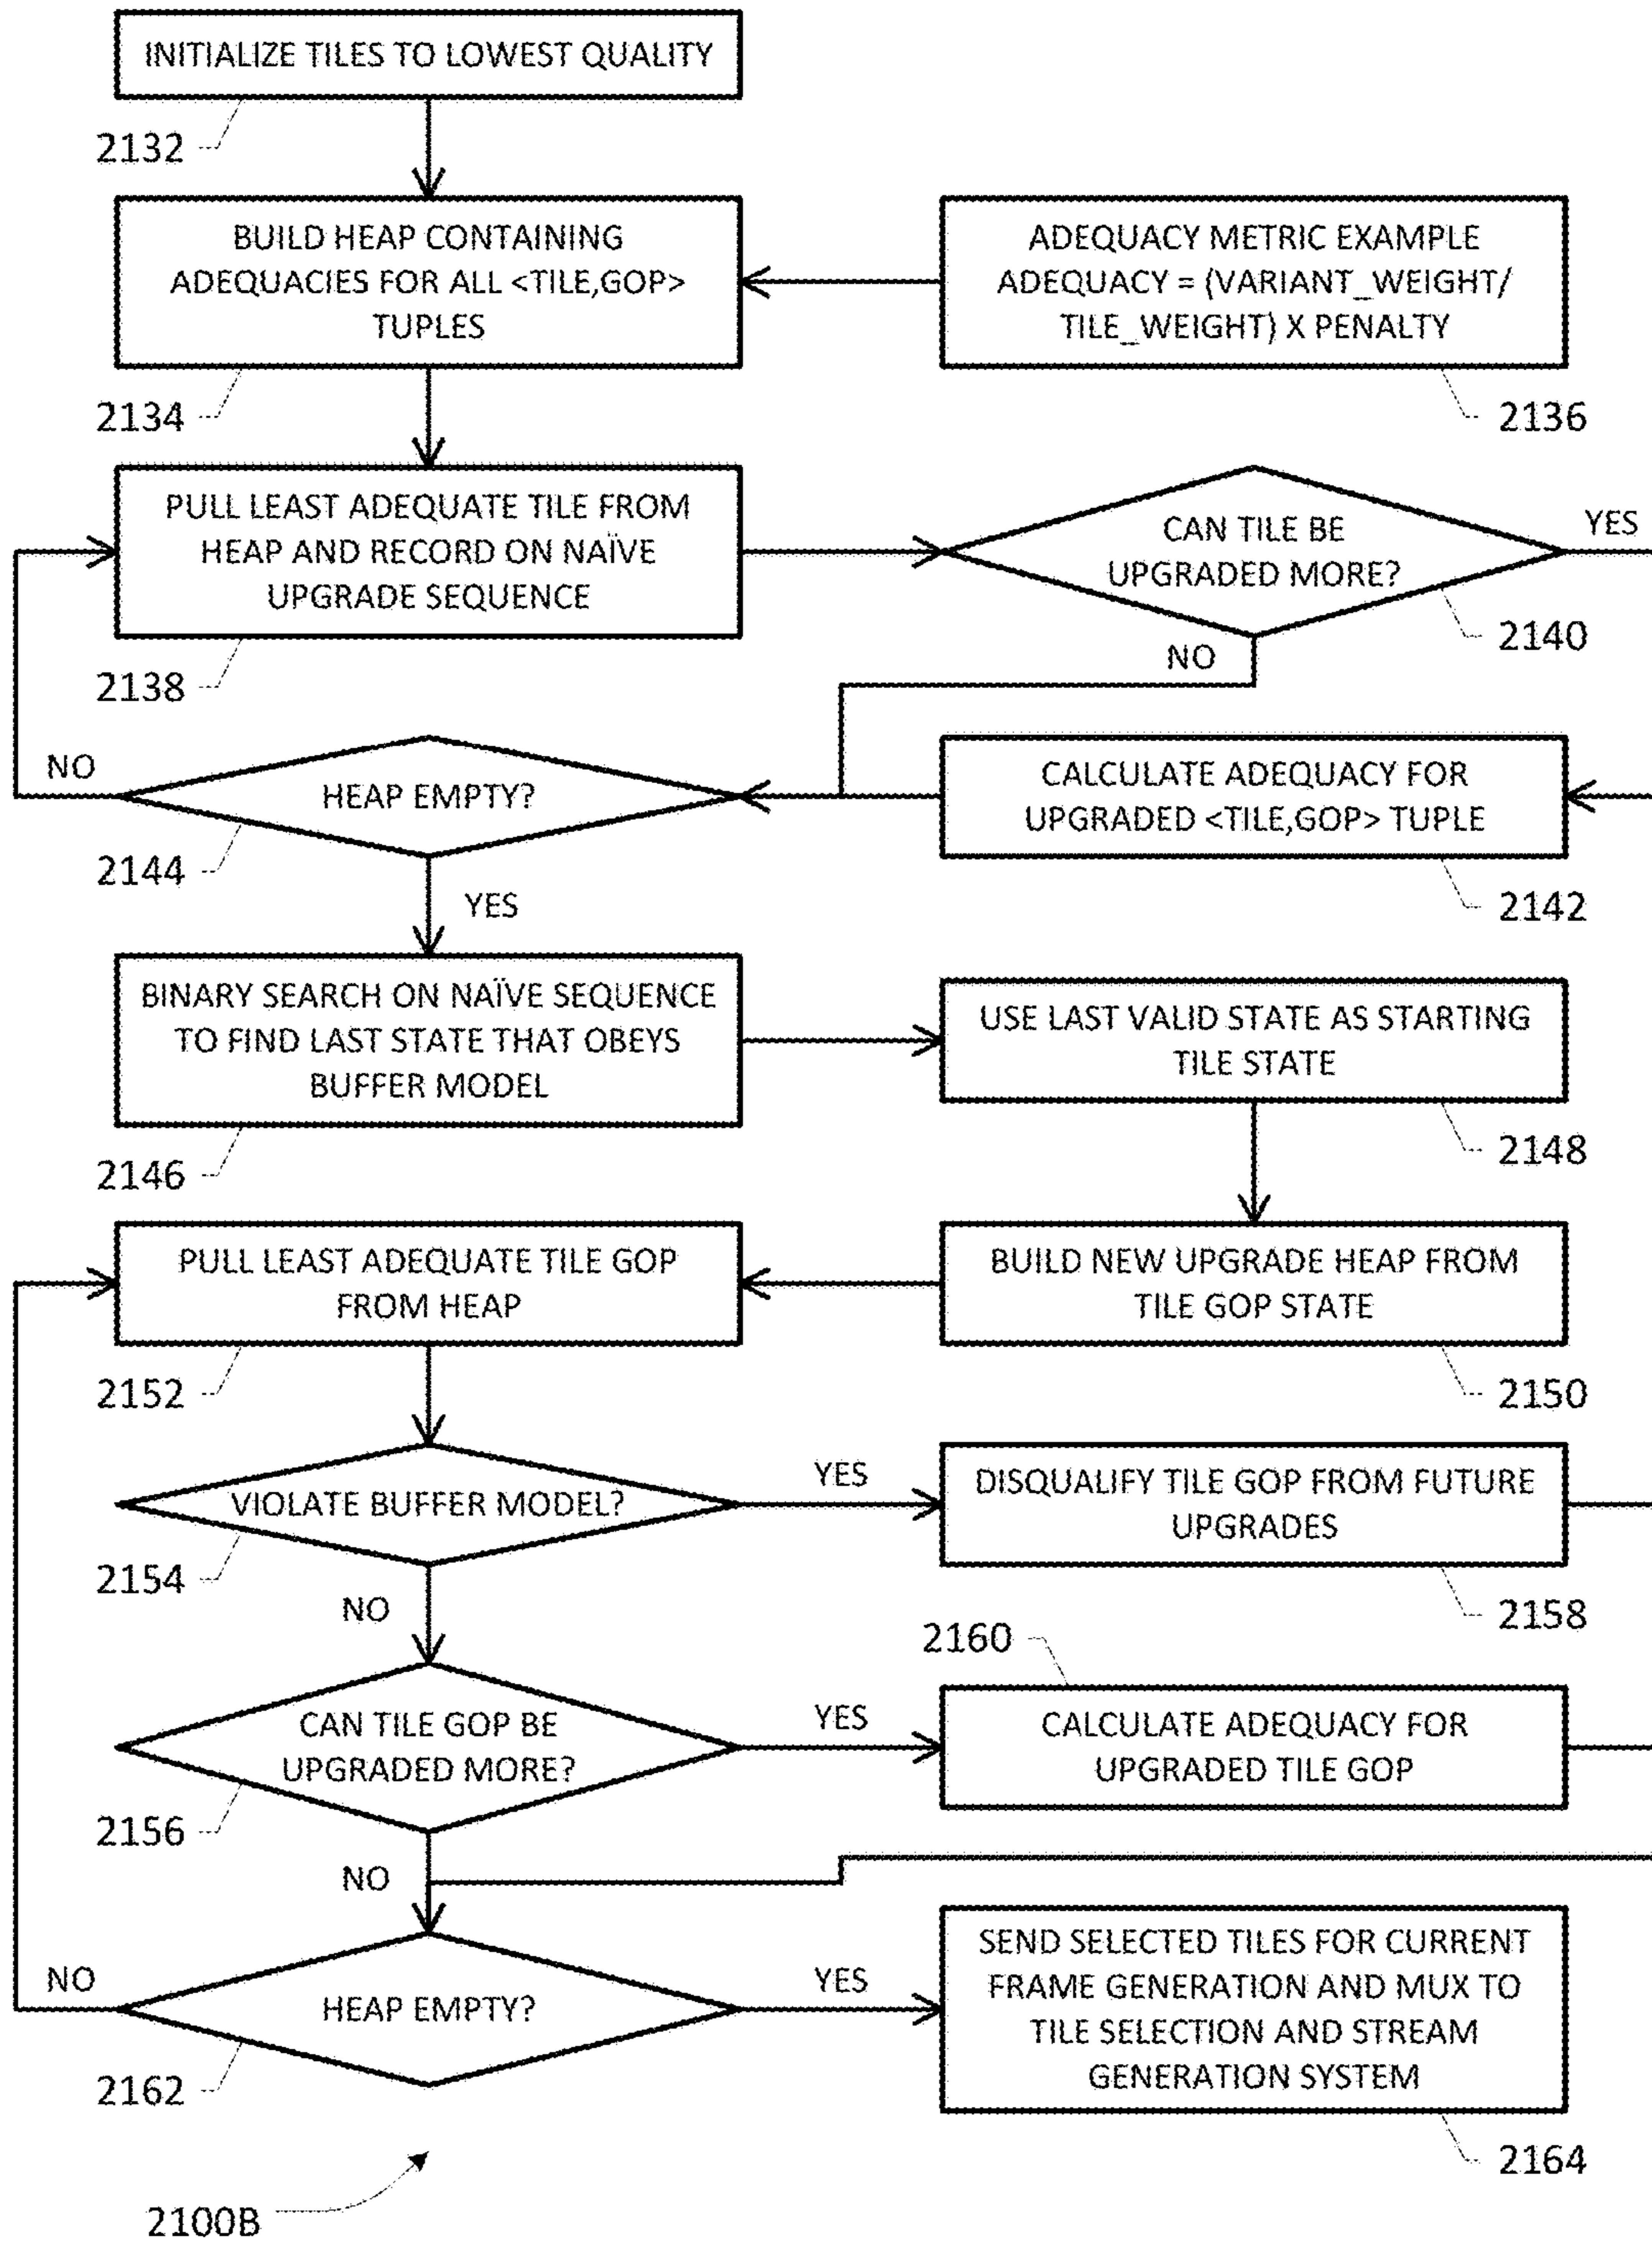 INITIALIZE TILES TO LOWEST QUALITY
2132
BUILD HEAP CONTAINING
ADEQUACIES FOR ALL <TILE,GOP>
TUPLES
2134
ADEQUACY METRIC EXAMPLE
ADEQUACY = (VARIANT_WEIGHT/
TILE_WEIGHT) X PENALTY
2136
PULL LEAST ADEQUATE TILE FROM
HEAP AND RECORD ON NAÏVE
UPGRADE SEQUENCE
2138
CAN TILE BE
UPGRADED MORE?
YES
2140
NO
HEAP EMPTY?
NO
2144
YES
CALCULATE ADEQUACY FOR
UPGRADED <TILE,GOP> TUPLE
2142
BINARY SEARCH ON NAÏVE SEQUENCE
TO FIND LAST STATE THAT OBEYS
BUFFER MODEL
2146
USE LAST VALID STATE AS STARTING
TILE STATE
2148
PULL LEAST ADEQUATE TILE GOP
FROM HEAP
2152
BUILD NEW UPGRADE HEAP FROM
TILE GOP STATE
2150
VIOLATE BUFFER MODEL?
YES
2154
NO
DISQUALIFY TILE GOP FROM FUTURE
UPGRADES
2158
2160
CAN TILE GOP BE
UPGRADED MORE?
YES
2156
NO
CALCULATE ADEQUACY FOR
UPGRADED TILE GOP
HEAP EMPTY?
NO
YES
2162
SEND SELECTED TILES FOR CURRENT
FRAME GENERATION AND MUX TO
TILE SELECTION AND STREAM
GENERATION SYSTEM
2164
2100B